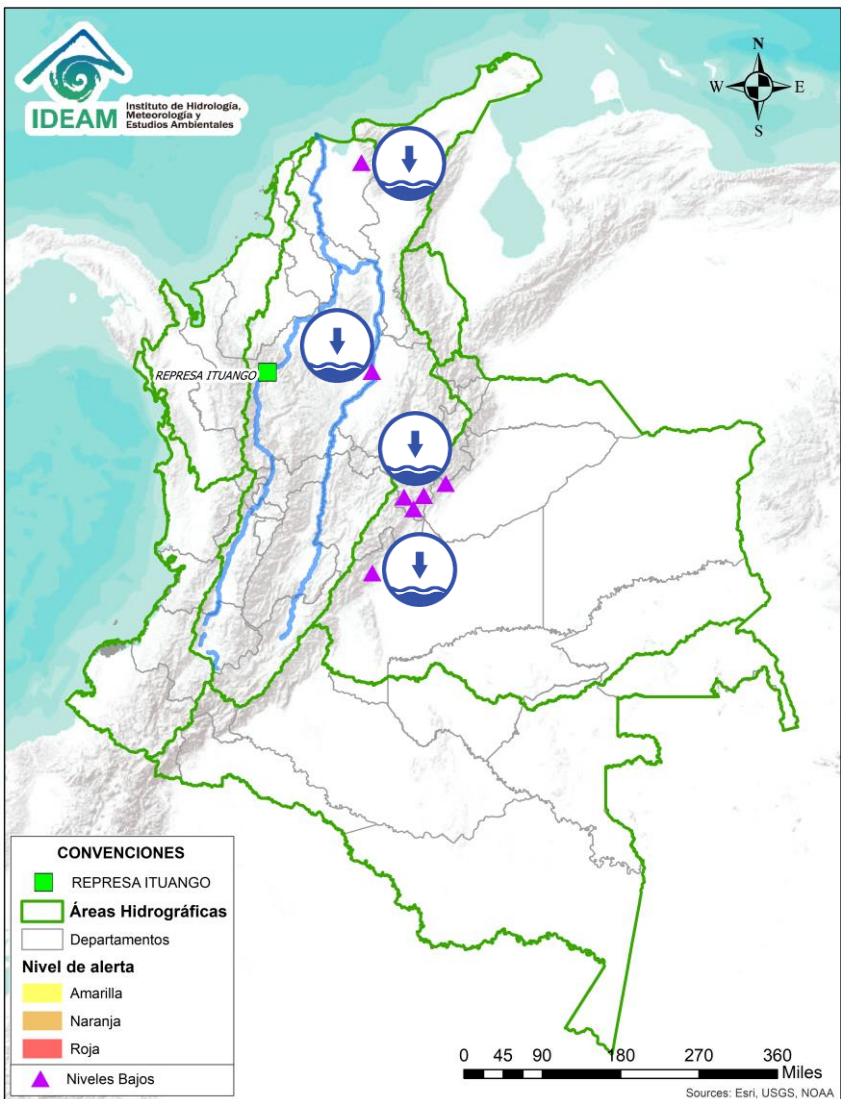 IDEAM
Instituto de Hidrología,
Meteorología y
Estudios Ambientales
N
W
E
S
REPRESA ITUANGO
CONVENCIONES
REPRESA ITUANGO
Áreas Hidrográficas
Departamentos
Nivel de alerta
Amarilla
Naranja
Roja
Niveles Bajos
0 45 90 180 270 360
Miles
Sources: Esri, USGS, NOAA